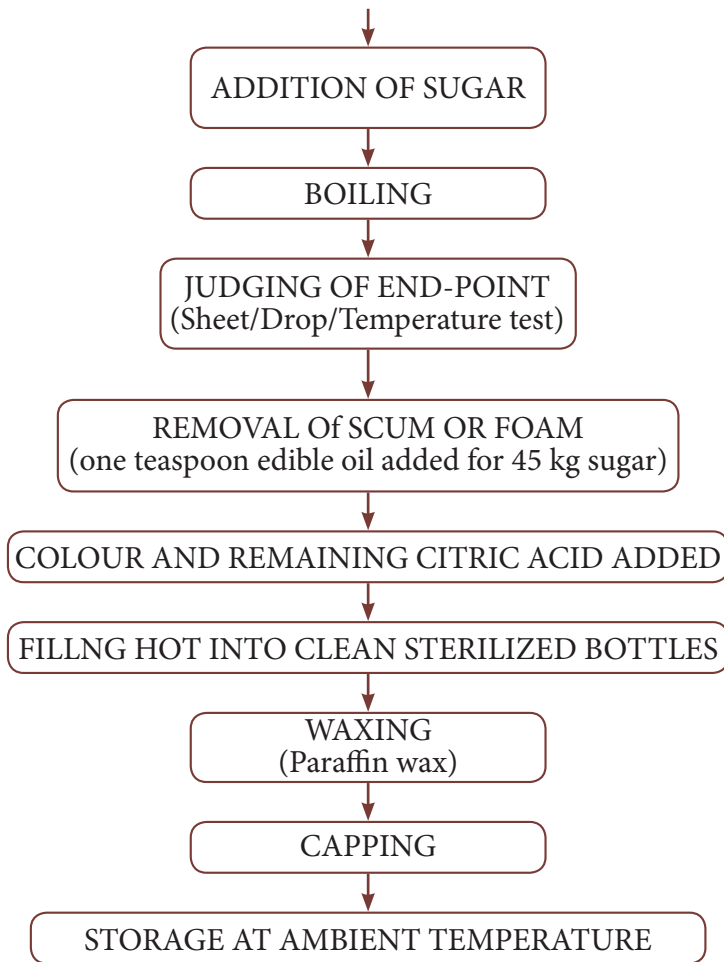 ADDITION OF SUGAR
BOILING
JUDGING OF END-POINT
(Sheet/Drop/Temperature test)
REMOVAL Of SCUM OR FOAM
(one teaspoon edible oil added for 45 kg sugar)
COLOUR AND REMAINING CITRIC ACID ADDED
FILLNG HOT INTO CLEAN STERILIZED BOTTLES
WAXING
(Paraffin wax)
CAPPING
STORAGE AT AMBIENT TEMPERATURE